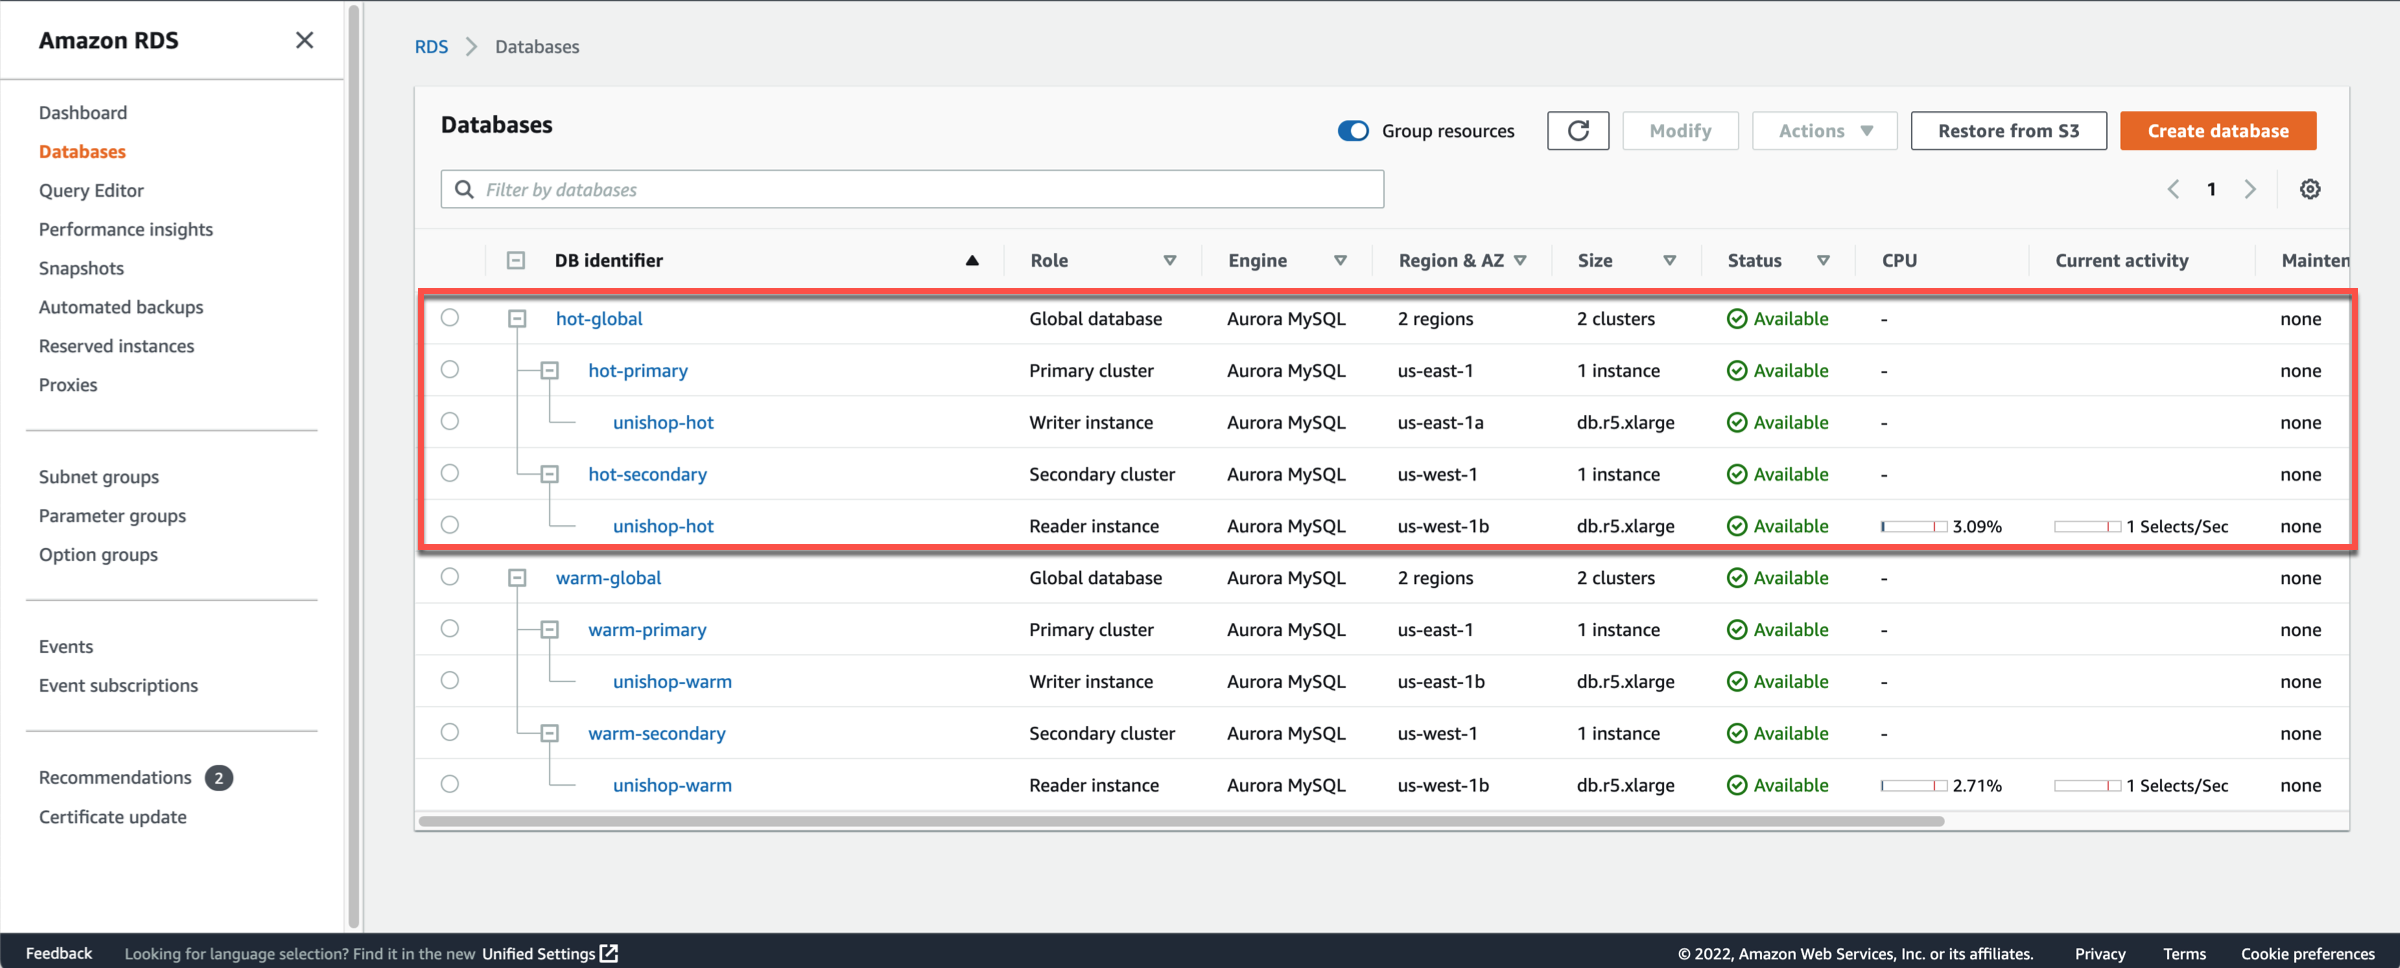 Amazon RDS
Dashboard
Databases
Query Editor
Performance insights
Snapshots
Automated backups
Reserved instances
Proxies
Subnet groups
Parameter groups
Option groups
Events
Event subscriptions
Recommendations 2
Certificate update
RDS Databases
Databases
Group resources Modify Actions Restore from S3 Create database
Filter by databases 1
DB identifier Role Engine Region & AZ Size Status CPU Current activity Mainten
hot-global Global database Aurora MySQL 2 regions 2 clusters Available - none
hot-primary Primary cluster Aurora MySQL us-east-1 1 instance Available - none
unishop-hot Writer instance Aurora MySQL us-east-1a db.r5.xlarge Available - none
hot-secondary Secondary cluster Aurora MySQL us-west-1 1 instance Available - none
unishop-hot Reader instance Aurora MySQL us-west-1b db.r5.xlarge Available 3.09% 1 Selects/Sec none
warm-global Global database Aurora MySQL 2 regions 2 clusters Available - none
warm-primary Primary cluster Aurora MySQL us-east-1 1 instance Available - none
unishop-warm Writer instance Aurora MySQL us-east-1b db.r5.xlarge Available - none
warm-secondary Secondary cluster Aurora MySQL us-west-1 1 instance Available - none
unishop-warm Reader instance Aurora MySQL us-west-1b db.r5.xlarge Available 2.71% 1 Selects/Sec none
Feedback Looking for language selection? Find it in the new Unified Settings © 2022, Amazon Web Services, Inc. or its affiliates. Privacy Terms Cookie preferences